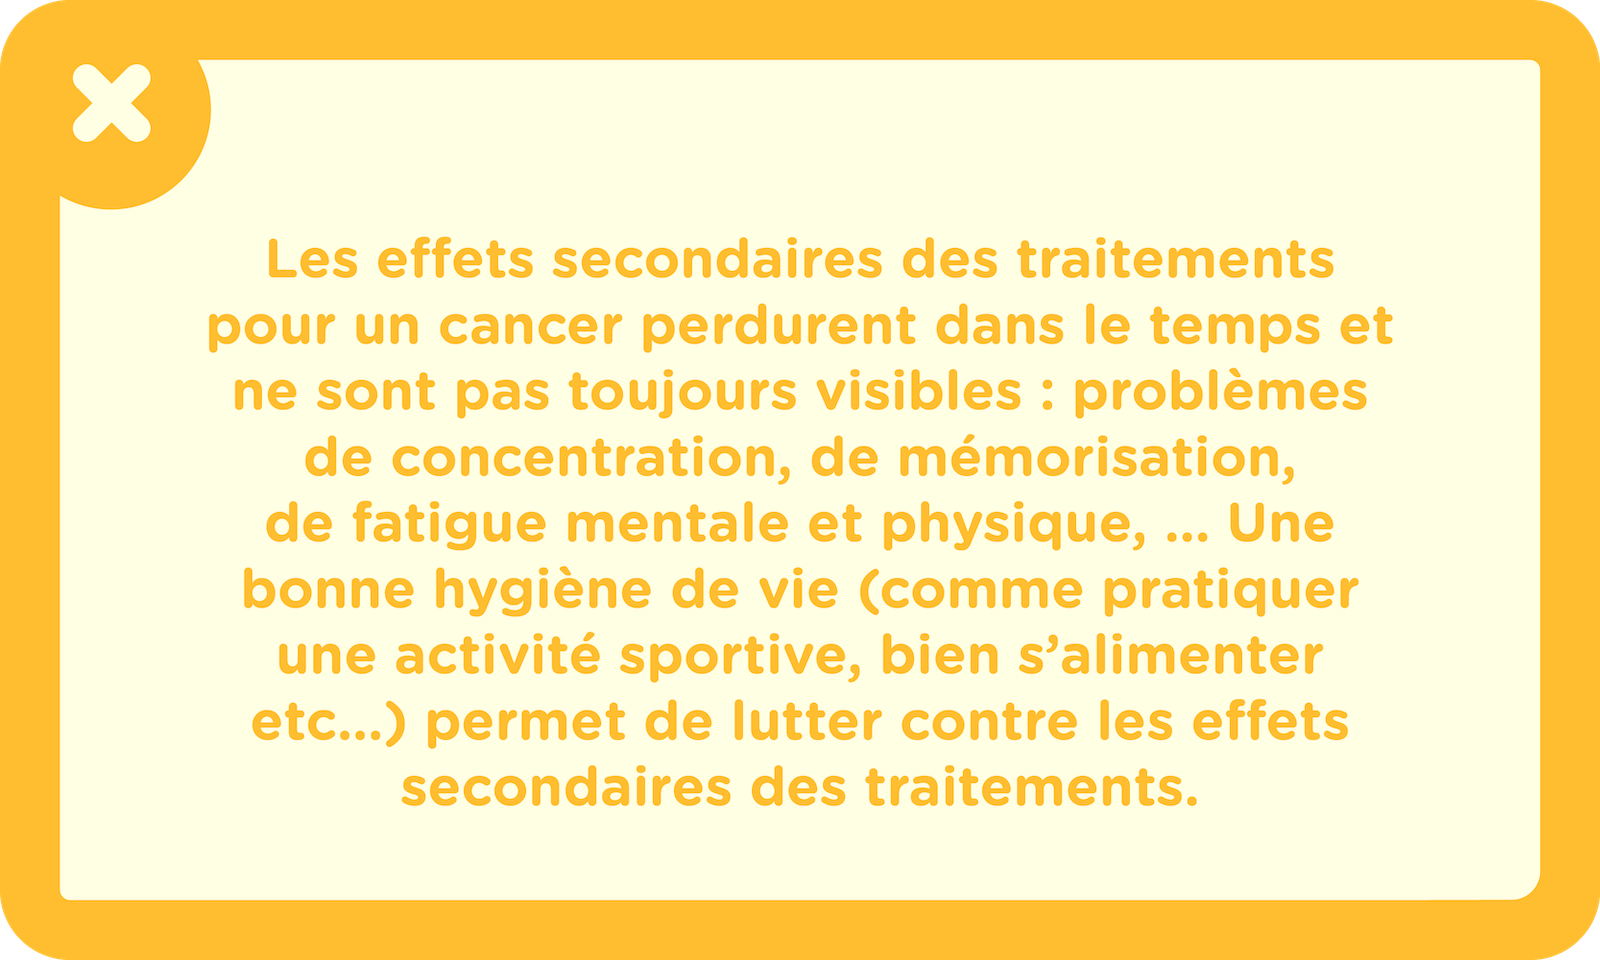 Les effets secondaires des traitements
pour un cancer perdurent dans le temps et
ne sont pas toujours visibles : problèmes
de concentration, de mémorisation,
de fatigue mentale et physique, ... Une
bonne hygiène de vie (comme pratiquer
une activité sportive, bien s’alimenter
etc...) permet de lutter contre les effets
secondaires des traitements.